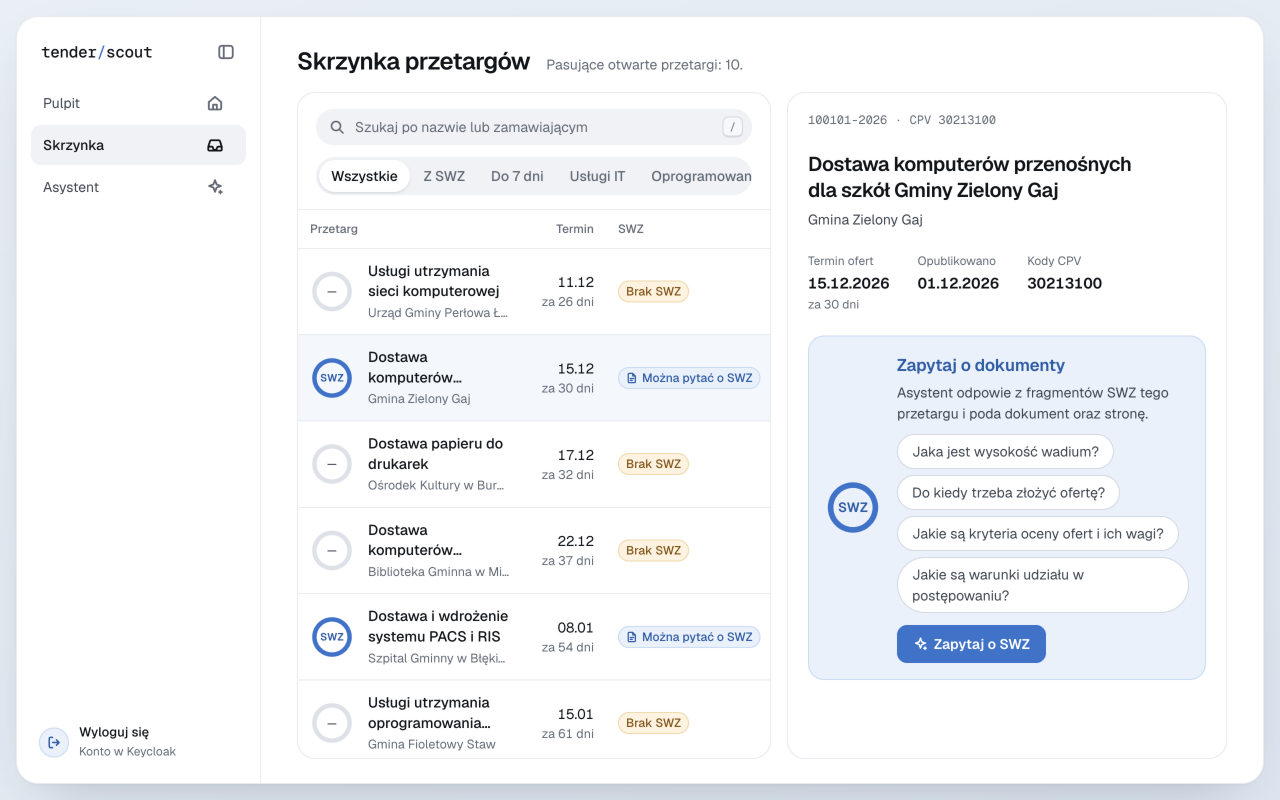 tender/scout
Pulpit
Skrzynka
Asystent
Wyloguj się
Konto w Keycloak
Skrzynka przetargów
Pasujące otwarte przetargi: 10.
Szukaj po nazwie lub zamawiającym
/
Wszystkie
Z SWZ
Do 7 dni
Usługi IT
Oprogramowan
Przetarg
Termin
SWZ
–
Usługi utrzymania
sieci komputerowej
Urząd Gminy Perłowa Ł...
11.12
za 26 dni
Brak SWZ
SWZ
Dostawa
komputerów...
Gmina Zielony Gaj
15.12
za 30 dni
Można pytać o SWZ
–
Dostawa papieru do
drukarek
Ośrodek Kultury w Bur...
17.12
za 32 dni
Brak SWZ
–
Dostawa
komputerów...
Biblioteka Gminna w Mi...
22.12
za 37 dni
Brak SWZ
SWZ
Dostawa i wdrożenie
systemu PACS i RIS
Szpital Gminny w Błęki...
08.01
za 54 dni
Można pytać o SWZ
–
Usługi utrzymania
oprogramowania...
Gmina Fioletowy Staw
15.01
za 61 dni
Brak SWZ
100101-2026 · CPV 30213100
Dostawa komputerów przenośnych
dla szkół Gminy Zielony Gaj
Gmina Zielony Gaj
Termin ofert
15.12.2026
za 30 dni
Opublikowano
01.12.2026
Kody CPV
30213100
SWZ
Zapytaj o dokumenty
Asystent odpowie z fragmentów SWZ tego
przetargu i poda dokument oraz stronę.
Jaka jest wysokość wadium?
Do kiedy trzeba złożyć ofertę?
Jakie są kryteria oceny ofert i ich wagi?
Jakie są warunki udziału w
postępowaniu?
Zapytaj o SWZ